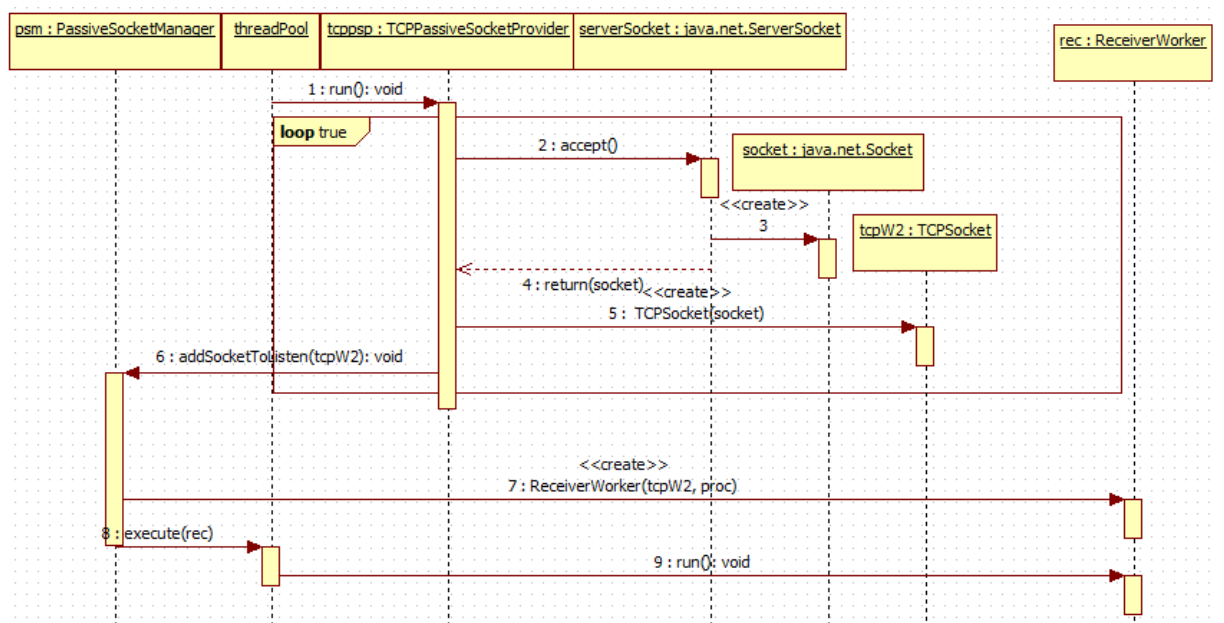 psm : PassiveSocketManager
threadPool
tcppsp : TCPPassiveSocketProvider
serverSocket : java.net.ServerSocket
rec : ReceiverWorker
1 : run(): void
loop true
2 : accept()
socket : java.net.Socket
<<create>>
3
tcpW2 : TCPSocket
4 : return(socket)
<<create>>
5 : TCPSocket(socket)
6 : addSocketToListen(tcpW2): void
<<create>>
7 : ReceiverWorker(tcpW2, proc)
8 : execute(rec)
9 : run(): void